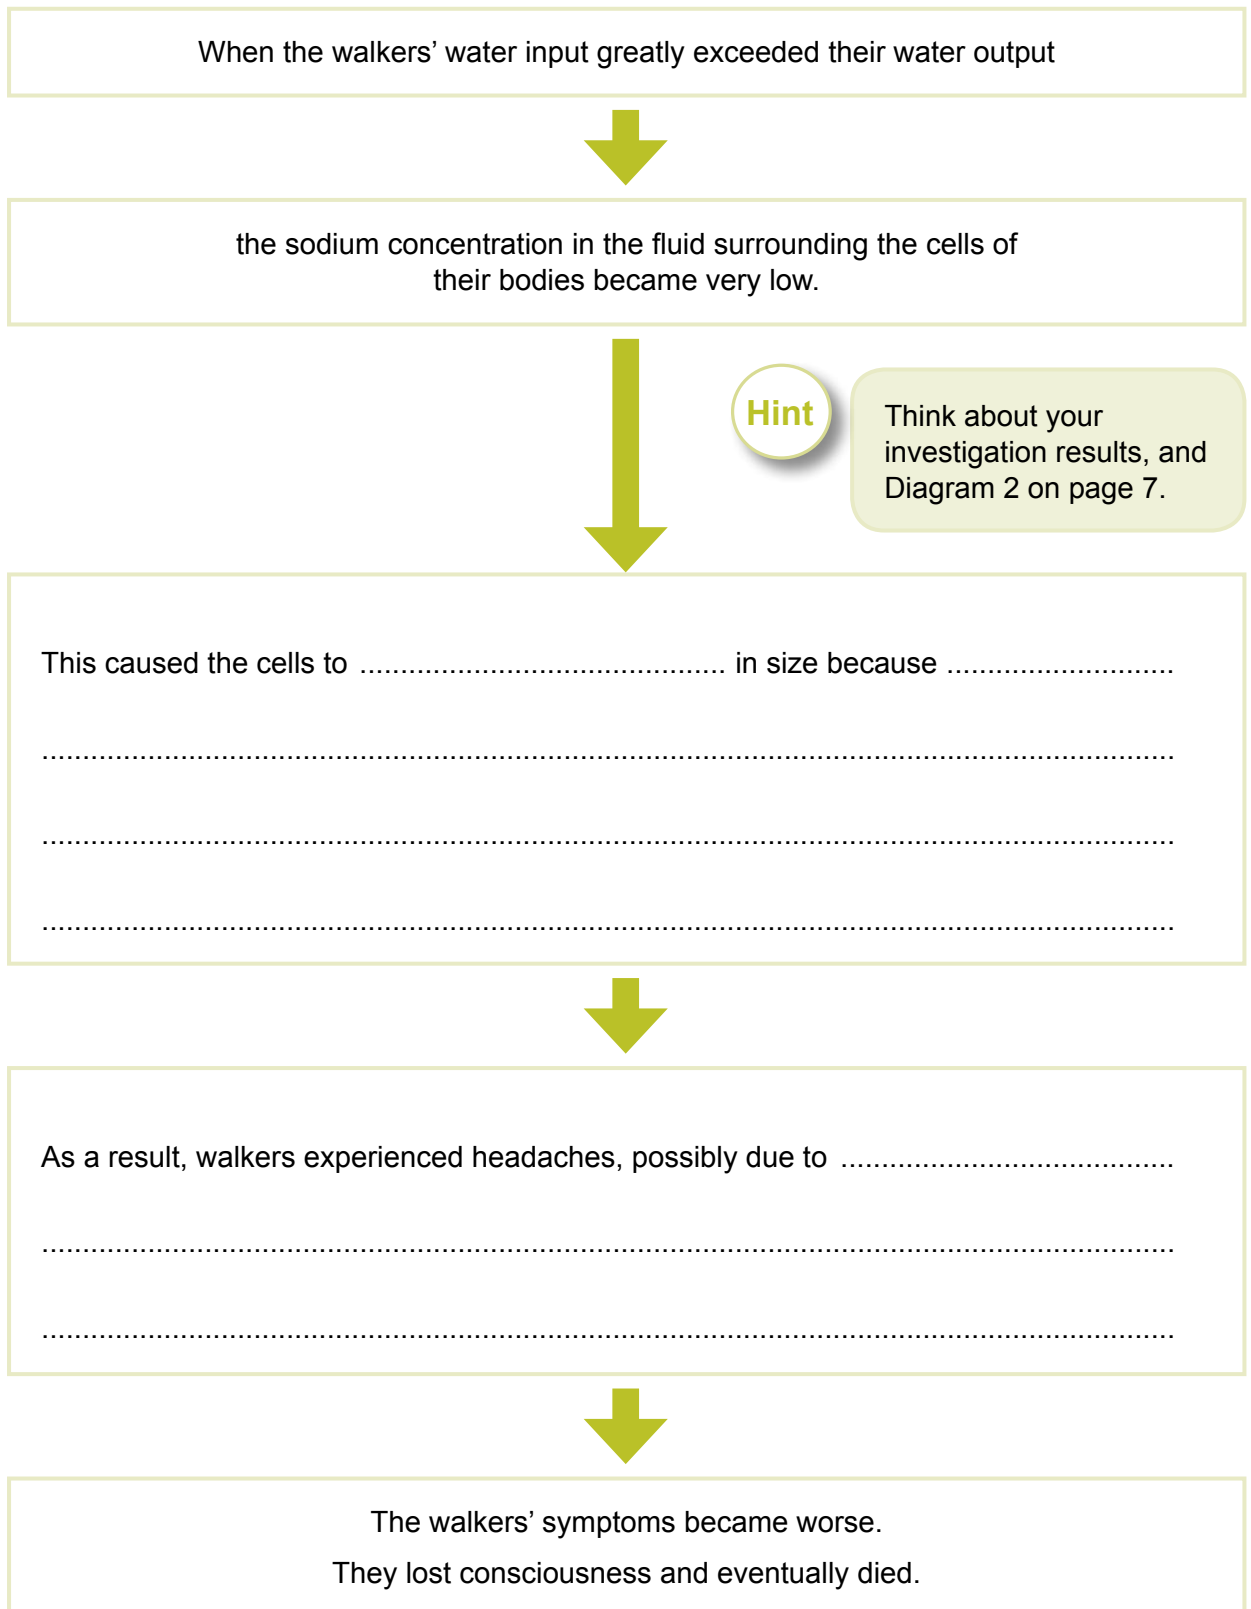 When the walkers’ water input greatly exceeded their water output
the sodium concentration in the fluid surrounding the cells of
their bodies became very low.
Hint
Think about your
investigation results, and
Diagram 2 on page 7.
This caused the cells to ............................................. in size because ............................
..........................................................................................................................................
..........................................................................................................................................
..........................................................................................................................................
As a result, walkers experienced headaches, possibly due to .........................................
..........................................................................................................................................
..........................................................................................................................................
The walkers’ symptoms became worse.
They lost consciousness and eventually died.